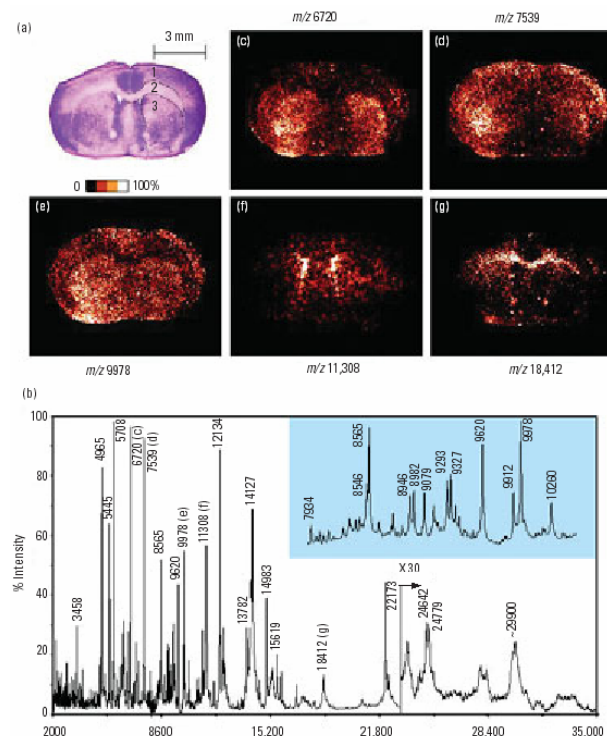 (a)
3 mm
1
2
3
0 100%
m/z 6720
(c)
m/z 7539
(d)
(e)
m/z 9978
(f)
m/z 11,308
(g)
m/z 18,412
(b)
% Intensity
100
80
60
40
20
0
3458
4965
5445
5708
6720 (c)
7539 (d)
8565
9620
9978 (e)
11308 (f)
12134
13782
14127
14983
15619
18412 (g)
22173
X 30
24642
24779
~29900
7934
8546
8565
8946
8982
9079
9293
9327
9620
9912
9978
10260
2000 8600 15.200 21.800 28.400 35.000